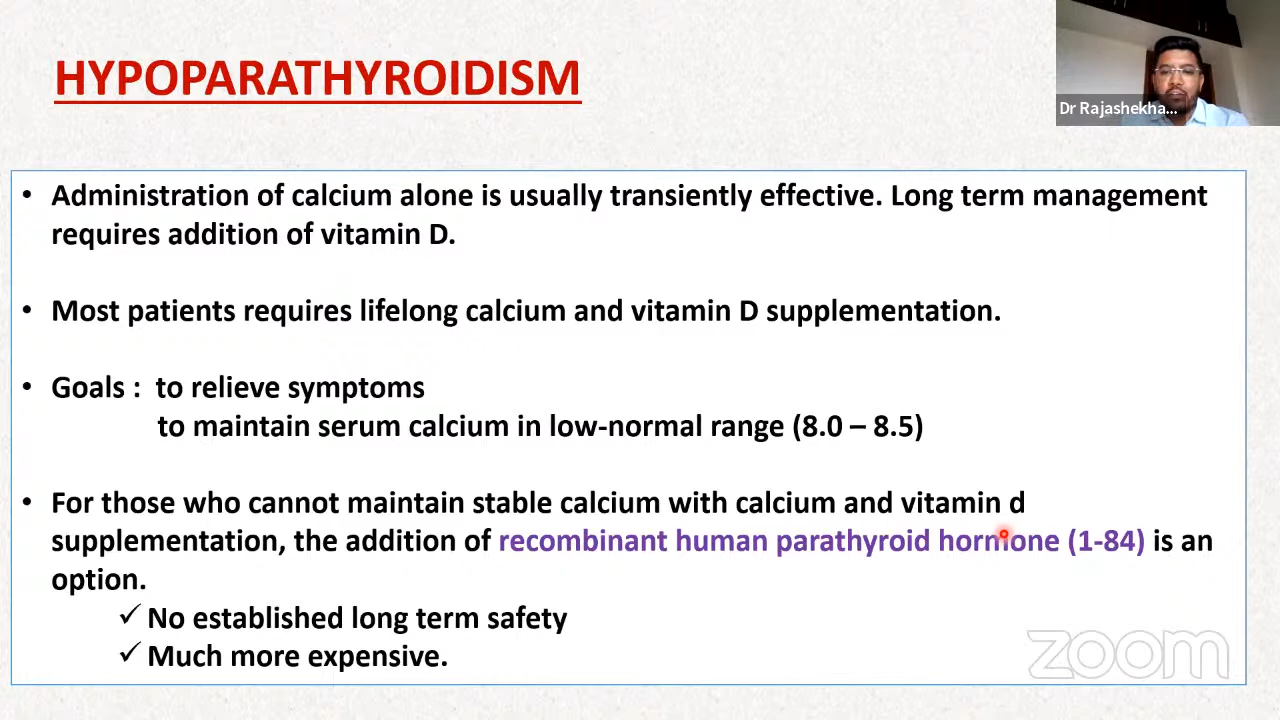 HYPOPARATHYROIDISM
Dr Rajashekha...
• Administration of calcium alone is usually transiently effective. Long term management
requires addition of vitamin D.
• Most patients requires lifelong calcium and vitamin D supplementation.
• Goals : to relieve symptoms
to maintain serum calcium in low-normal range (8.0 – 8.5)
• For those who cannot maintain stable calcium with calcium and vitamin d
supplementation, the addition of recombinant human parathyroid hormone (1-84) is an
option.
✓ No established long term safety
✓ Much more expensive.
zoom